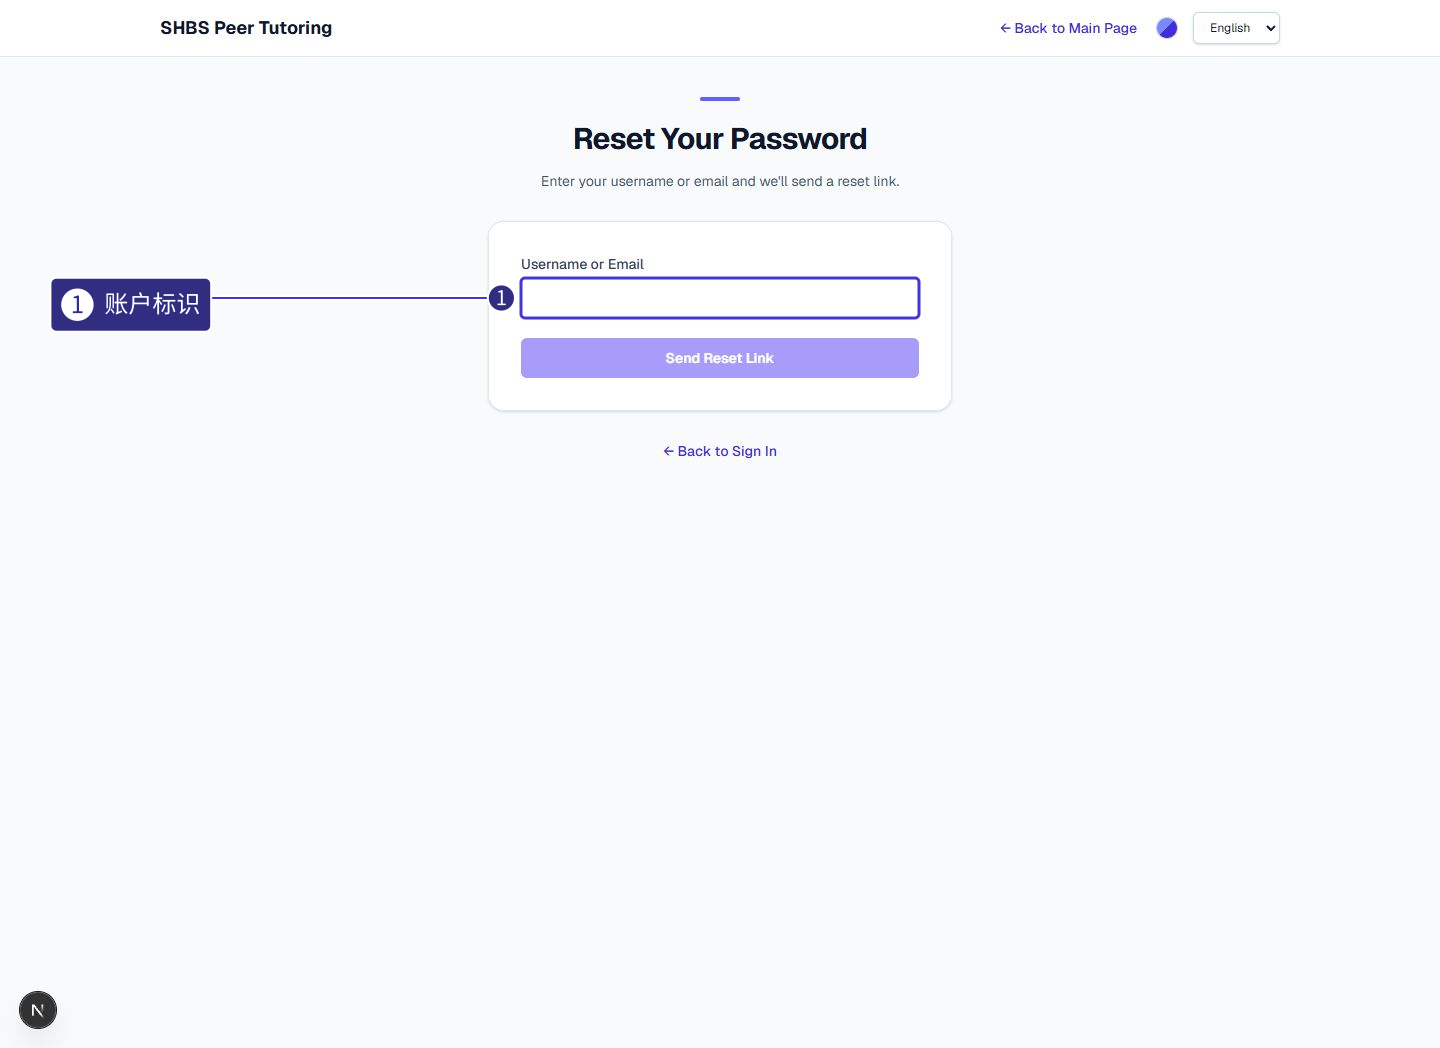 SHBS Peer Tutoring
← Back to Main Page
English
Reset Your Password
Enter your username or email and we'll send a reset link.
Username or Email
1 账户标识
1
Send Reset Link
← Back to Sign In
N